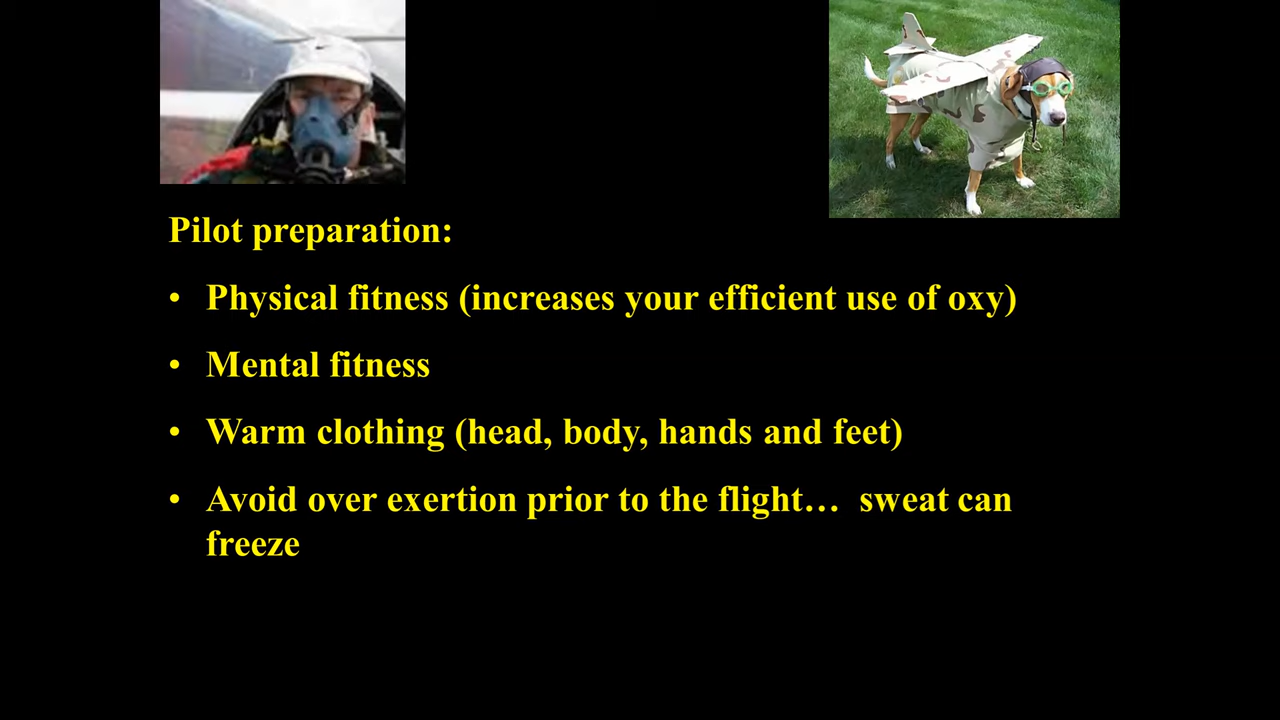 Pilot preparation:
• Physical fitness (increases your efficient use of oxy)
• Mental fitness
• Warm clothing (head, body, hands and feet)
• Avoid over exertion prior to the flight…  sweat can
freeze